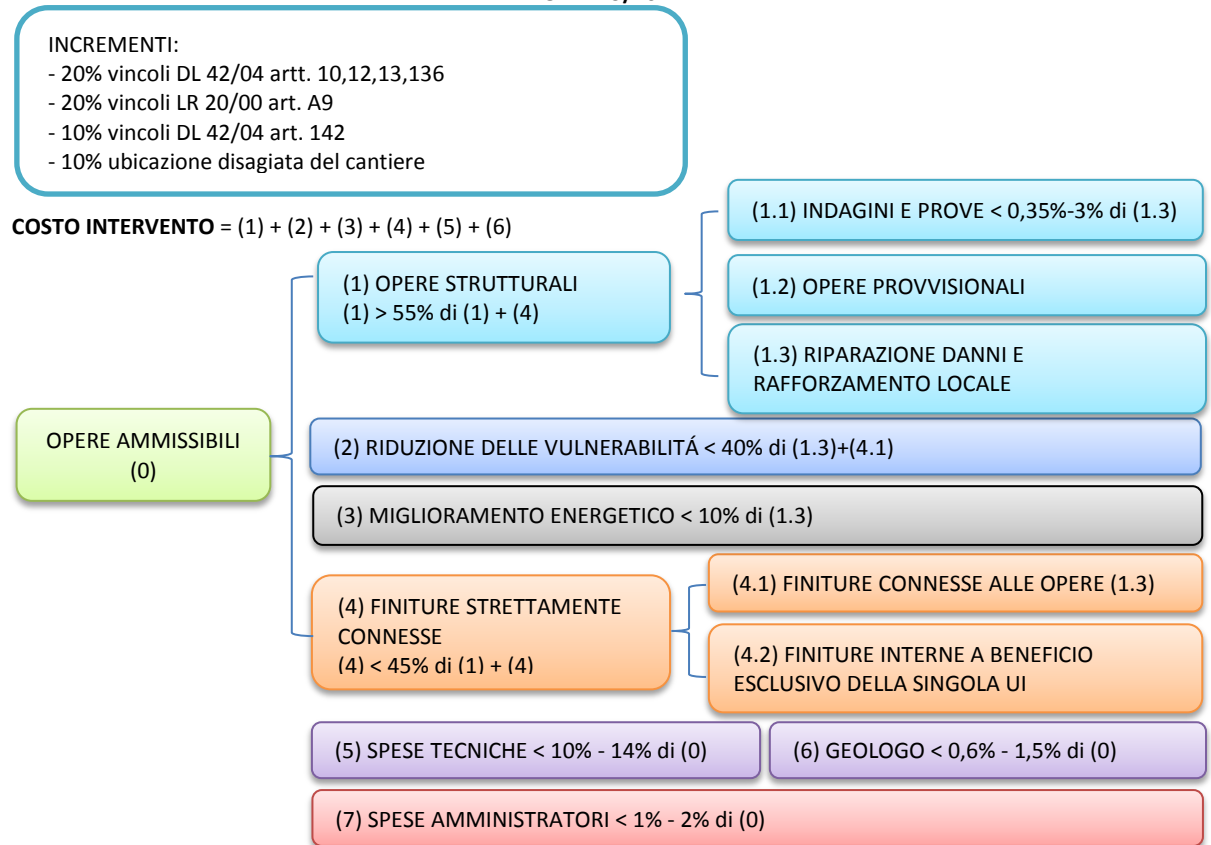 INCREMENTI:
- 20% vincoli DL 42/04 artt. 10,12,13,136
- 20% vincoli LR 20/00 art. A9
- 10% vincoli DL 42/04 art. 142
- 10% ubicazione disagiata del cantiere
COSTO INTERVENTO = (1) + (2) + (3) + (4) + (5) + (6)
OPERE AMMISSIBILI
(0)
(1) OPERE STRUTTURALI
(1) > 55% di (1) + (4)
(1.1) INDAGINI E PROVE < 0,35%-3% di (1.3)
(1.2) OPERE PROVVISIONALI
(1.3) RIPARAZIONE DANNI E
RAFFORZAMENTO LOCALE
(2) RIDUZIONE DELLE VULNERABILITÁ < 40% di (1.3)+(4.1)
(3) MIGLIORAMENTO ENERGETICO < 10% di (1.3)
(4) FINITURE STRETTAMENTE
CONNESSE
(4) < 45% di (1) + (4)
(4.1) FINITURE CONNESSE ALLE OPERE (1.3)
(4.2) FINITURE INTERNE A BENEFICIO
ESCLUSIVO DELLA SINGOLA UI
(5) SPESE TECNICHE < 10% - 14% di (0)
(6) GEOLOGO < 0,6% - 1,5% di (0)
(7) SPESE AMMINISTRATORI < 1% - 2% di (0)